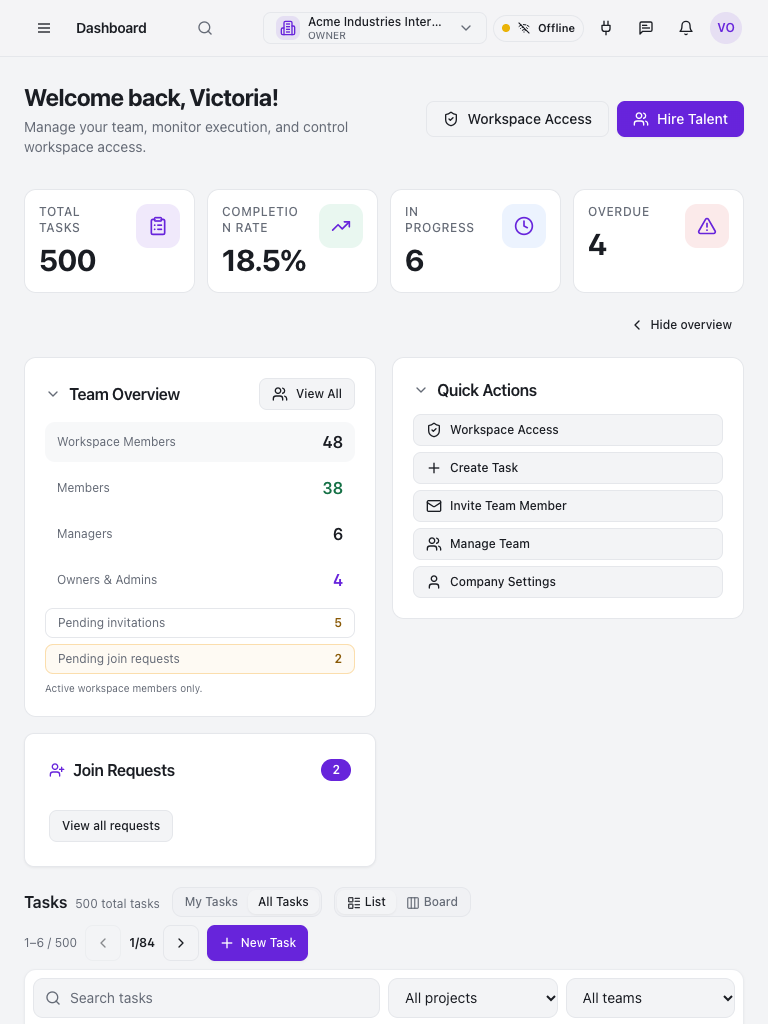 Dashboard
Acme Industries Inter...
OWNER
Offline
VO
Welcome back, Victoria!
Manage your team, monitor execution, and control
workspace access.
Workspace Access
Hire Talent
TOTAL
TASKS
500
COMPLETIO
N RATE
18.5%
IN
PROGRESS
6
OVERDUE
4
Hide overview
Team Overview
View All
Workspace Members 48
Members 38
Managers 6
Owners & Admins 4
Pending invitations 5
Pending join requests 2
Active workspace members only.
Quick Actions
Workspace Access
Create Task
Invite Team Member
Manage Team
Company Settings
Join Requests 2
View all requests
Tasks 500 total tasks
My Tasks All Tasks
List Board
1–6 / 500
1/84
New Task
Search tasks
All projects
All teams